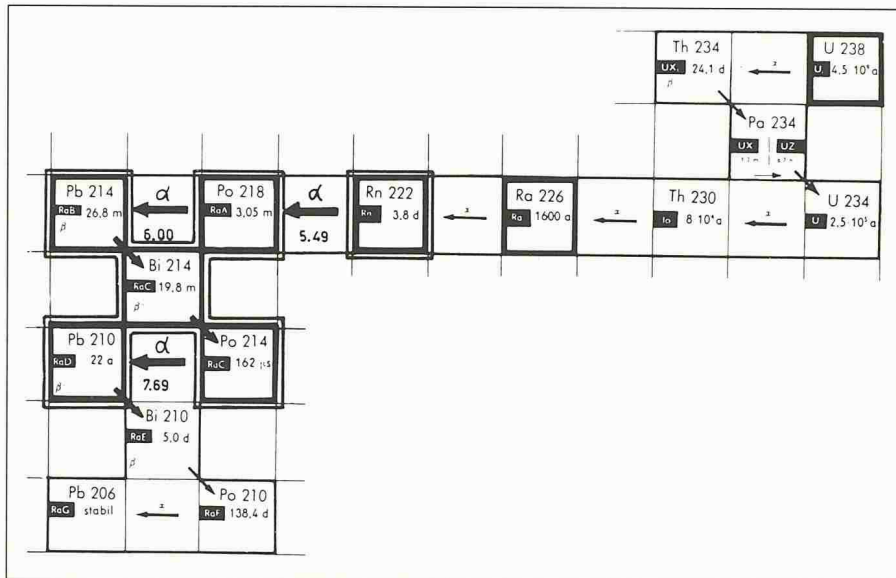 Th 234
UX₁ 24,1 d
β
α
U 238
U₁ 4,5 10⁹a
Pa 234
UX UZ
Pb 214
RaB 26,8 m
β
α
6.00
Po 218
RaA 3,05 m
α
5.49
Rn 222
Rn 3,8 d
α
Ra 226
Ra 1600 a
α
Th 230
Io 8 10⁴a
α
U 234
U 2,5 10⁵a
Bi 214
RaC 19,8 m
β
Pb 210
RaD 22 a
β
α
7.69
Po 214
RaC 162 µs
Bi 210
RaE 5,0 d
β
Pb 206
RaG stabil
α
Po 210
RaF 138,4 d